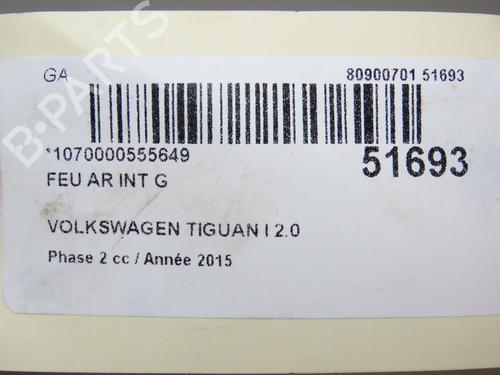 GA
80900701 51693
*1070000555649
51693
FEU AR INT G
VOLKSWAGEN TIGUAN I 2.0
Phase 2 cc / Année 2015
B-PARTS